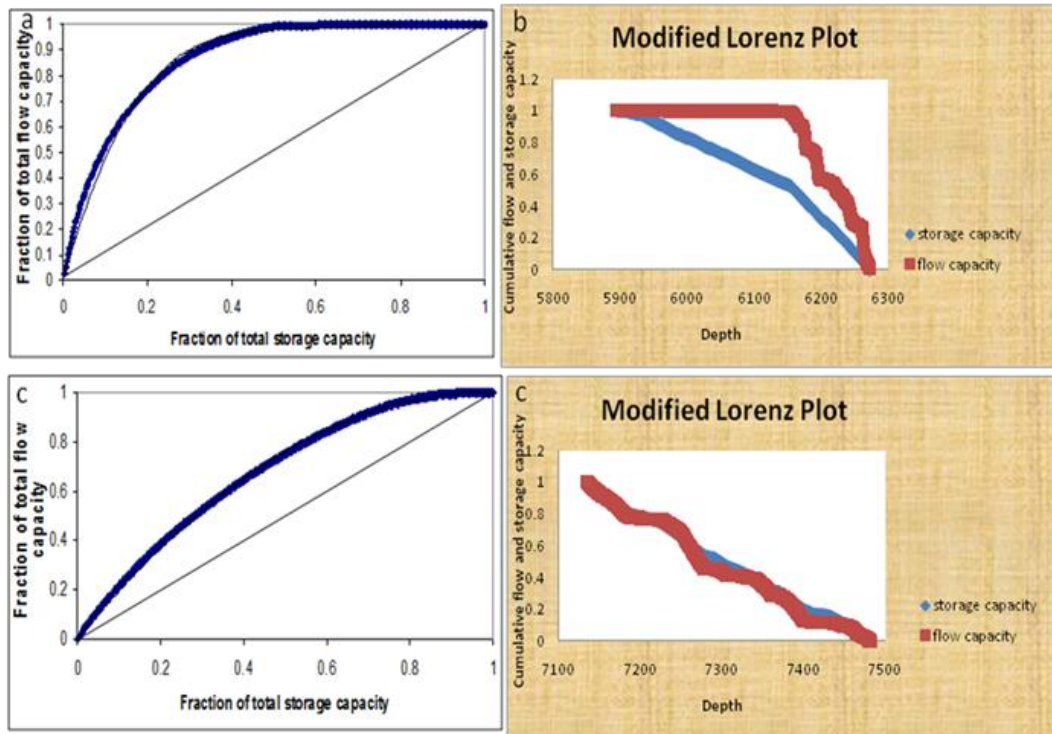 a
Fraction of total flow capacity
1
0.9
0.8
0.7
0.6
0.5
0.4
0.3
0.2
0.1
0
0 0.2 0.4 0.6 0.8 1
Fraction of total storage capacity
b
Modified Lorenz Plot
Cumulative flow and storage capacity
1.2
1
0.8
0.6
0.4
0.2
0
5800 5900 6000 6100 6200 6300
Depth
storage capacity
flow capacity
C
Fraction of total flow
capacity
1
0.8
0.6
0.4
0.2
0
0 0.2 0.4 0.6 0.8 1
Fraction of total storage capacity
C
Modified Lorenz Plot
Cumulative flow and storage capacity
1.2
1
0.8
0.6
0.4
0.2
0
7100 7200 7300 7400 7500
Depth
storage capacity
flow capacity